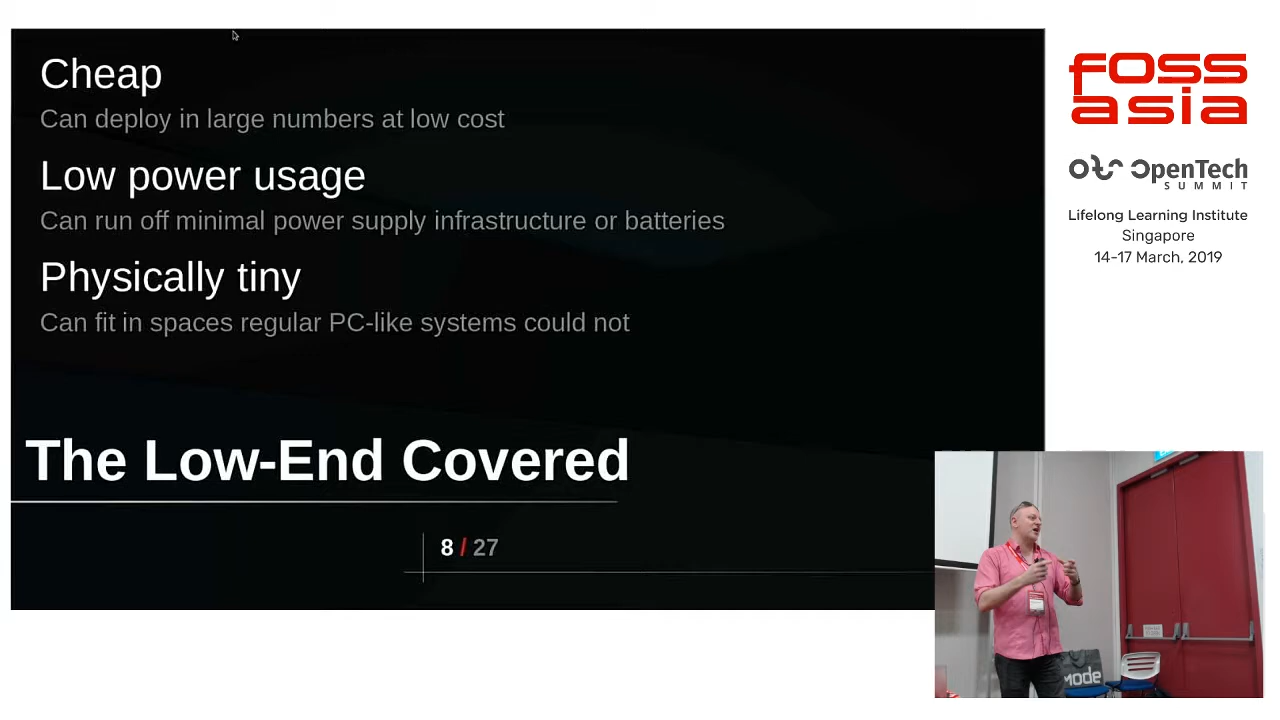 Cheap
Can deploy in large numbers at low cost
Low power usage
Can run off minimal power supply infrastructure or batteries
Physically tiny
Can fit in spaces regular PC-like systems could not
The Low-End Covered
8 / 27
fossasia
OpenTech
SUMMIT
Lifelong Learning Institute
Singapore
14-17 March, 2019
mode